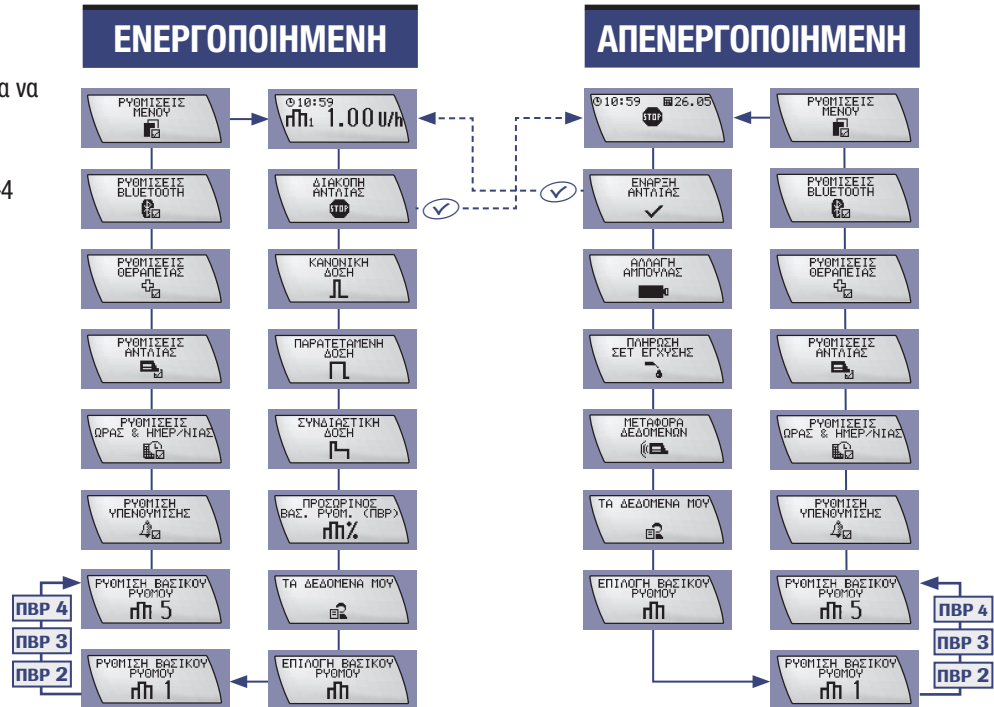 ΕΝΕΡΓΟΠΟΙΗΜΕΝΗ
ΑΠΕΝΕΡΓΟΠΟΙΗΜΕΝΗ
α να
4
ΡΥΘΜΙΣΕΙΣ
ΜΕΝΟΥ
ΡΥΘΜΙΣΕΙΣ
BLUETOOTH
ΡΥΘΜΙΣΕΙΣ
ΘΕΡΑΠΕΙΑΣ
ΡΥΘΜΙΣΕΙΣ
ΑΝΤΛΙΑΣ
ΡΥΘΜΙΣΕΙΣ
ΩΡΑΣ & ΗΜΕΡ/ΝΙΑΣ
ΡΥΘΜΙΣΗ
ΥΠΕΝΘΥΜΙΣΗΣ
ΡΥΘΜΙΣΗ ΒΑΣΙΚΟΥ
ΡΥΘΜΟΥ
5
ΡΥΘΜΙΣΗ ΒΑΣΙΚΟΥ
ΡΥΘΜΟΥ
1
ΠΒΡ 4
ΠΒΡ 3
ΠΒΡ 2
10:59
1 1.00 U/h
ΔΙΑΚΟΠΗ
ΑΝΤΛΙΑΣ
STOP
ΚΑΝΟΝΙΚΗ
ΔΟΣΗ
ΠΑΡΑΤΕΤΑΜΕΝΗ
ΔΟΣΗ
ΣΥΝΔΙΑΣΤΙΚΗ
ΔΟΣΗ
ΠΡΟΣΩΡΙΝΟΣ
ΒΑΣ. ΡΥΘΜ. (ΠΒΡ)
%
ΤΑ ΔΕΔΟΜΕΝΑ ΜΟΥ
ΕΠΙΛΟΓΗ ΒΑΣΙΚΟΥ
ΡΥΘΜΟΥ
10:59 26.05
STOP
ΕΝΑΡΞΗ
ΑΝΤΛΙΑΣ
ΑΛΛΑΓΗ
ΑΜΠΟΥΛΑΣ
ΠΛΗΡΩΣΗ
ΣΕΤ ΕΓΧΥΣΗΣ
ΜΕΤΑΦΟΡΑ
ΔΕΔΟΜΕΝΩΝ
ΤΑ ΔΕΔΟΜΕΝΑ ΜΟΥ
ΕΠΙΛΟΓΗ ΒΑΣΙΚΟΥ
ΡΥΘΜΟΥ
ΡΥΘΜΙΣΕΙΣ
ΜΕΝΟΥ
ΡΥΘΜΙΣΕΙΣ
BLUETOOTH
ΡΥΘΜΙΣΕΙΣ
ΘΕΡΑΠΕΙΑΣ
ΡΥΘΜΙΣΕΙΣ
ΑΝΤΛΙΑΣ
ΡΥΘΜΙΣΕΙΣ
ΩΡΑΣ & ΗΜΕΡ/ΝΙΑΣ
ΡΥΘΜΙΣΗ
ΥΠΕΝΘΥΜΙΣΗΣ
ΡΥΘΜΙΣΗ ΒΑΣΙΚΟΥ
ΡΥΘΜΟΥ
5
ΡΥΘΜΙΣΗ ΒΑΣΙΚΟΥ
ΡΥΘΜΟΥ
1
ΠΒΡ 4
ΠΒΡ 3
ΠΒΡ 2